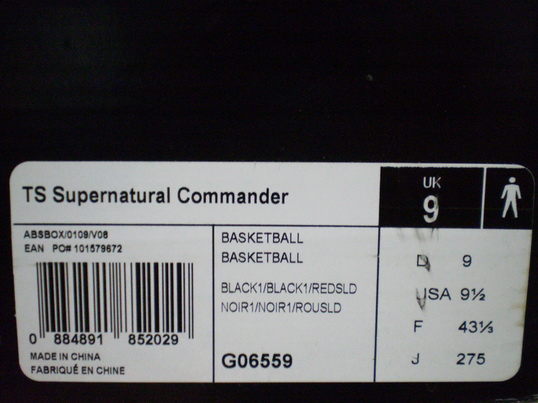 TS Supernatural Commander
UK
9
ABSBOX/0109/V08
EAN PO# 101579672
0 884891 852029
MADE IN CHINA
FABRIQUÉ EN CHINE
BASKETBALL
BASKETBALL
BLACK1/BLACK1/REDSLD
NOIR1/NOIR1/ROUSLD
G06559
D 9
USA 9½
F 43⅓
J 275